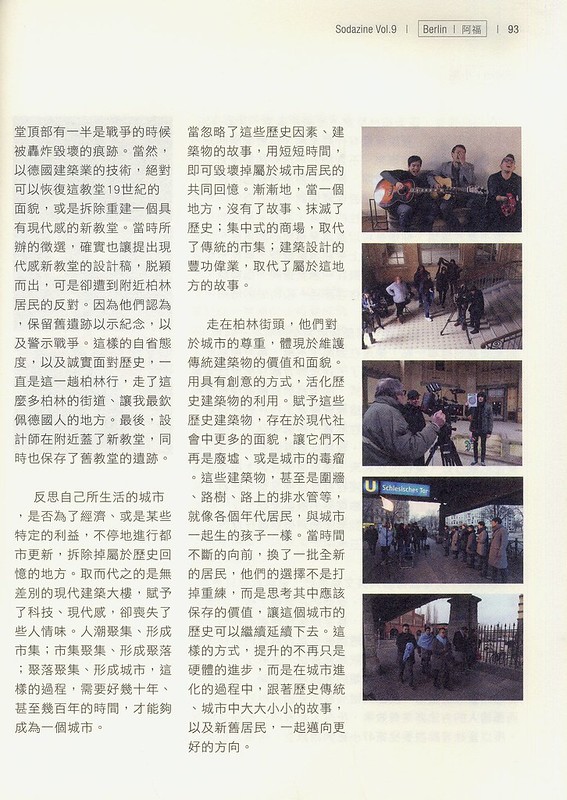 Sodazine Vol.9 | Berlin | 阿福 | 93
堂頂部有一半是戰爭的時候
被轟炸毀壞的痕跡。當然，
以德國建築業的技術，絕對
可以恢復這教堂19世紀的
面貌，或是拆除重建一個具
有現代感的新教堂。當時所
辦的徵選，確實也讓提出現
代感新教堂的設計稿，脫穎
而出，可是卻遭到附近柏林
居民的反對。因為他們認為
，保留舊遺跡以示紀念，以
及警示戰爭。這樣的自省態
度，以及誠實面對歷史，一
直是這一趟柏林行，走了這
麼多柏林的街道、讓我最欽
佩德國人的地方。最後，設
計師在附近蓋了新教堂，同
時也保存了舊教堂的遺跡。
反思自己所生活的城市
，是否為了經濟、或是某些
特定的利益，不停地進行都
市更新，拆除掉屬於歷史回
憶的地方。取而代之的是無
差別的現代建築大樓，賦予
了科技、現代感，卻喪失了
些人情味。人潮聚集、形成
市集；市集聚集、形成聚落
；聚落聚集、形成城市，這
樣的過程，需要好幾十年、
甚至幾百年的時間，才能夠
成為一個城市。
當忽略了這些歷史因素、建
築物的故事，用短短時間，
即可毀壞掉屬於城市居民的
共同回憶。漸漸地，當一個
地方，沒有了故事、抹滅了
歷史；集中式的商場，取代
了傳統的市集；建築設計的
豐功偉業，取代了屬於這地
方的故事。
走在柏林街頭，他們對
於城市的尊重，體現於維護
傳統建築物的價值和面貌。
用具有創意的方式，活化歷
史建築物的利用。賦予這些
歷史建築物，存在於現代社
會中更多的面貌，讓它們不
再是廢墟、或是城市的毒瘤
。這些建築物，甚至是圍牆
、路樹、路上的排水管等，
就像各個年代居民，與城市
一起生的孩子一樣。當時間
不斷的向前，換了一批全新
的居民，他們的選擇不是打
掉重練，而是思考其中應該
保存的價值，讓這個城市的
歷史可以繼續延續下去。這
樣的方式，提升的不再只是
硬體的進步，而是在城市進
化的過程中，跟著歷史傳統
、城市中大大小小的故事，
以及新舊居民，一起邁向更
好的方向。
U Schlesisches Tor